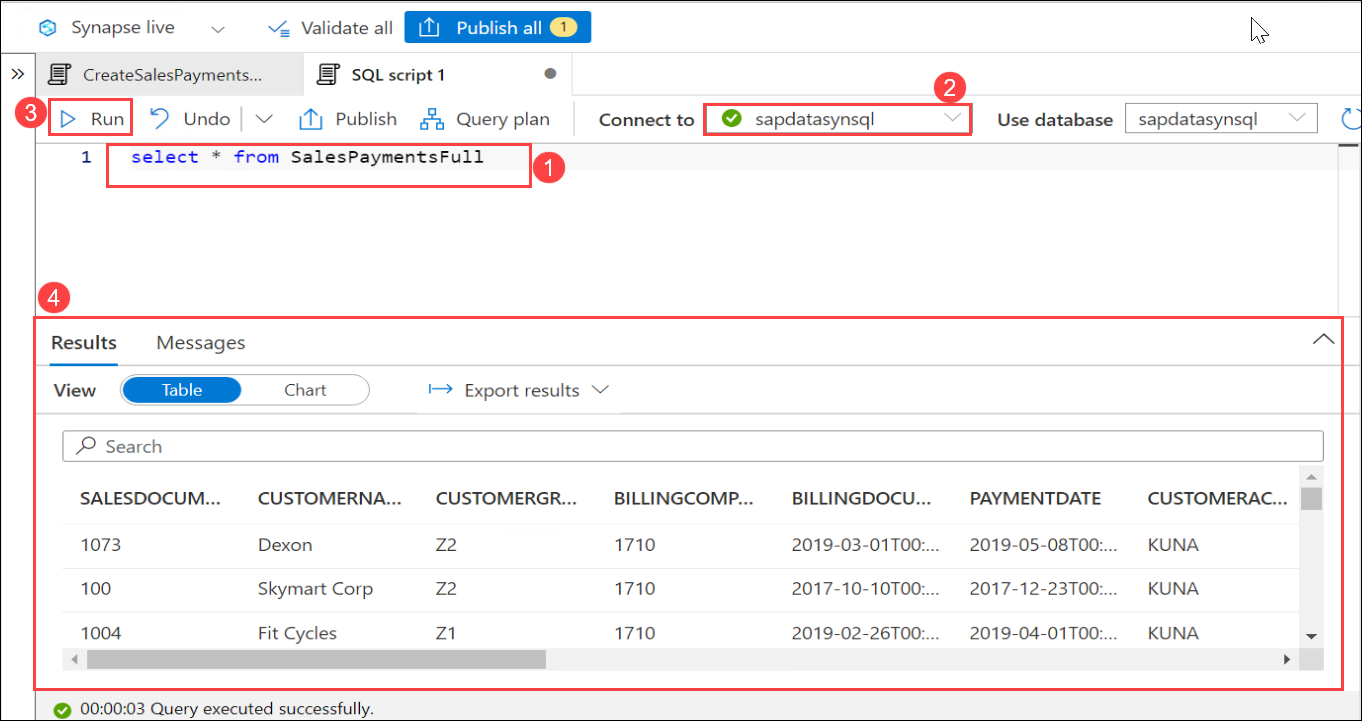 Synapse live Validate all Publish all 1
CreateSalesPayments... SQL script 1
3 Run Undo Publish Query plan Connect to sapdatasynsql 2 Use database sapdatasynsql
1 select * from SalesPaymentsFull 1
4
Results Messages
View Table Chart Export results
Search
SALESDOCUM... CUSTOMERNA... CUSTOMERGR... BILLINGCOMP... BILLINGDOCU... PAYMENTDATE CUSTOMERAC...
1073 Dexon Z2 1710 2019-03-01T00:... 2019-05-08T00:... KUNA
100 Skymart Corp Z2 1710 2017-10-10T00:... 2017-12-23T00:... KUNA
1004 Fit Cycles Z1 1710 2019-02-26T00:... 2019-04-01T00:... KUNA
00:00:03 Query executed successfully.